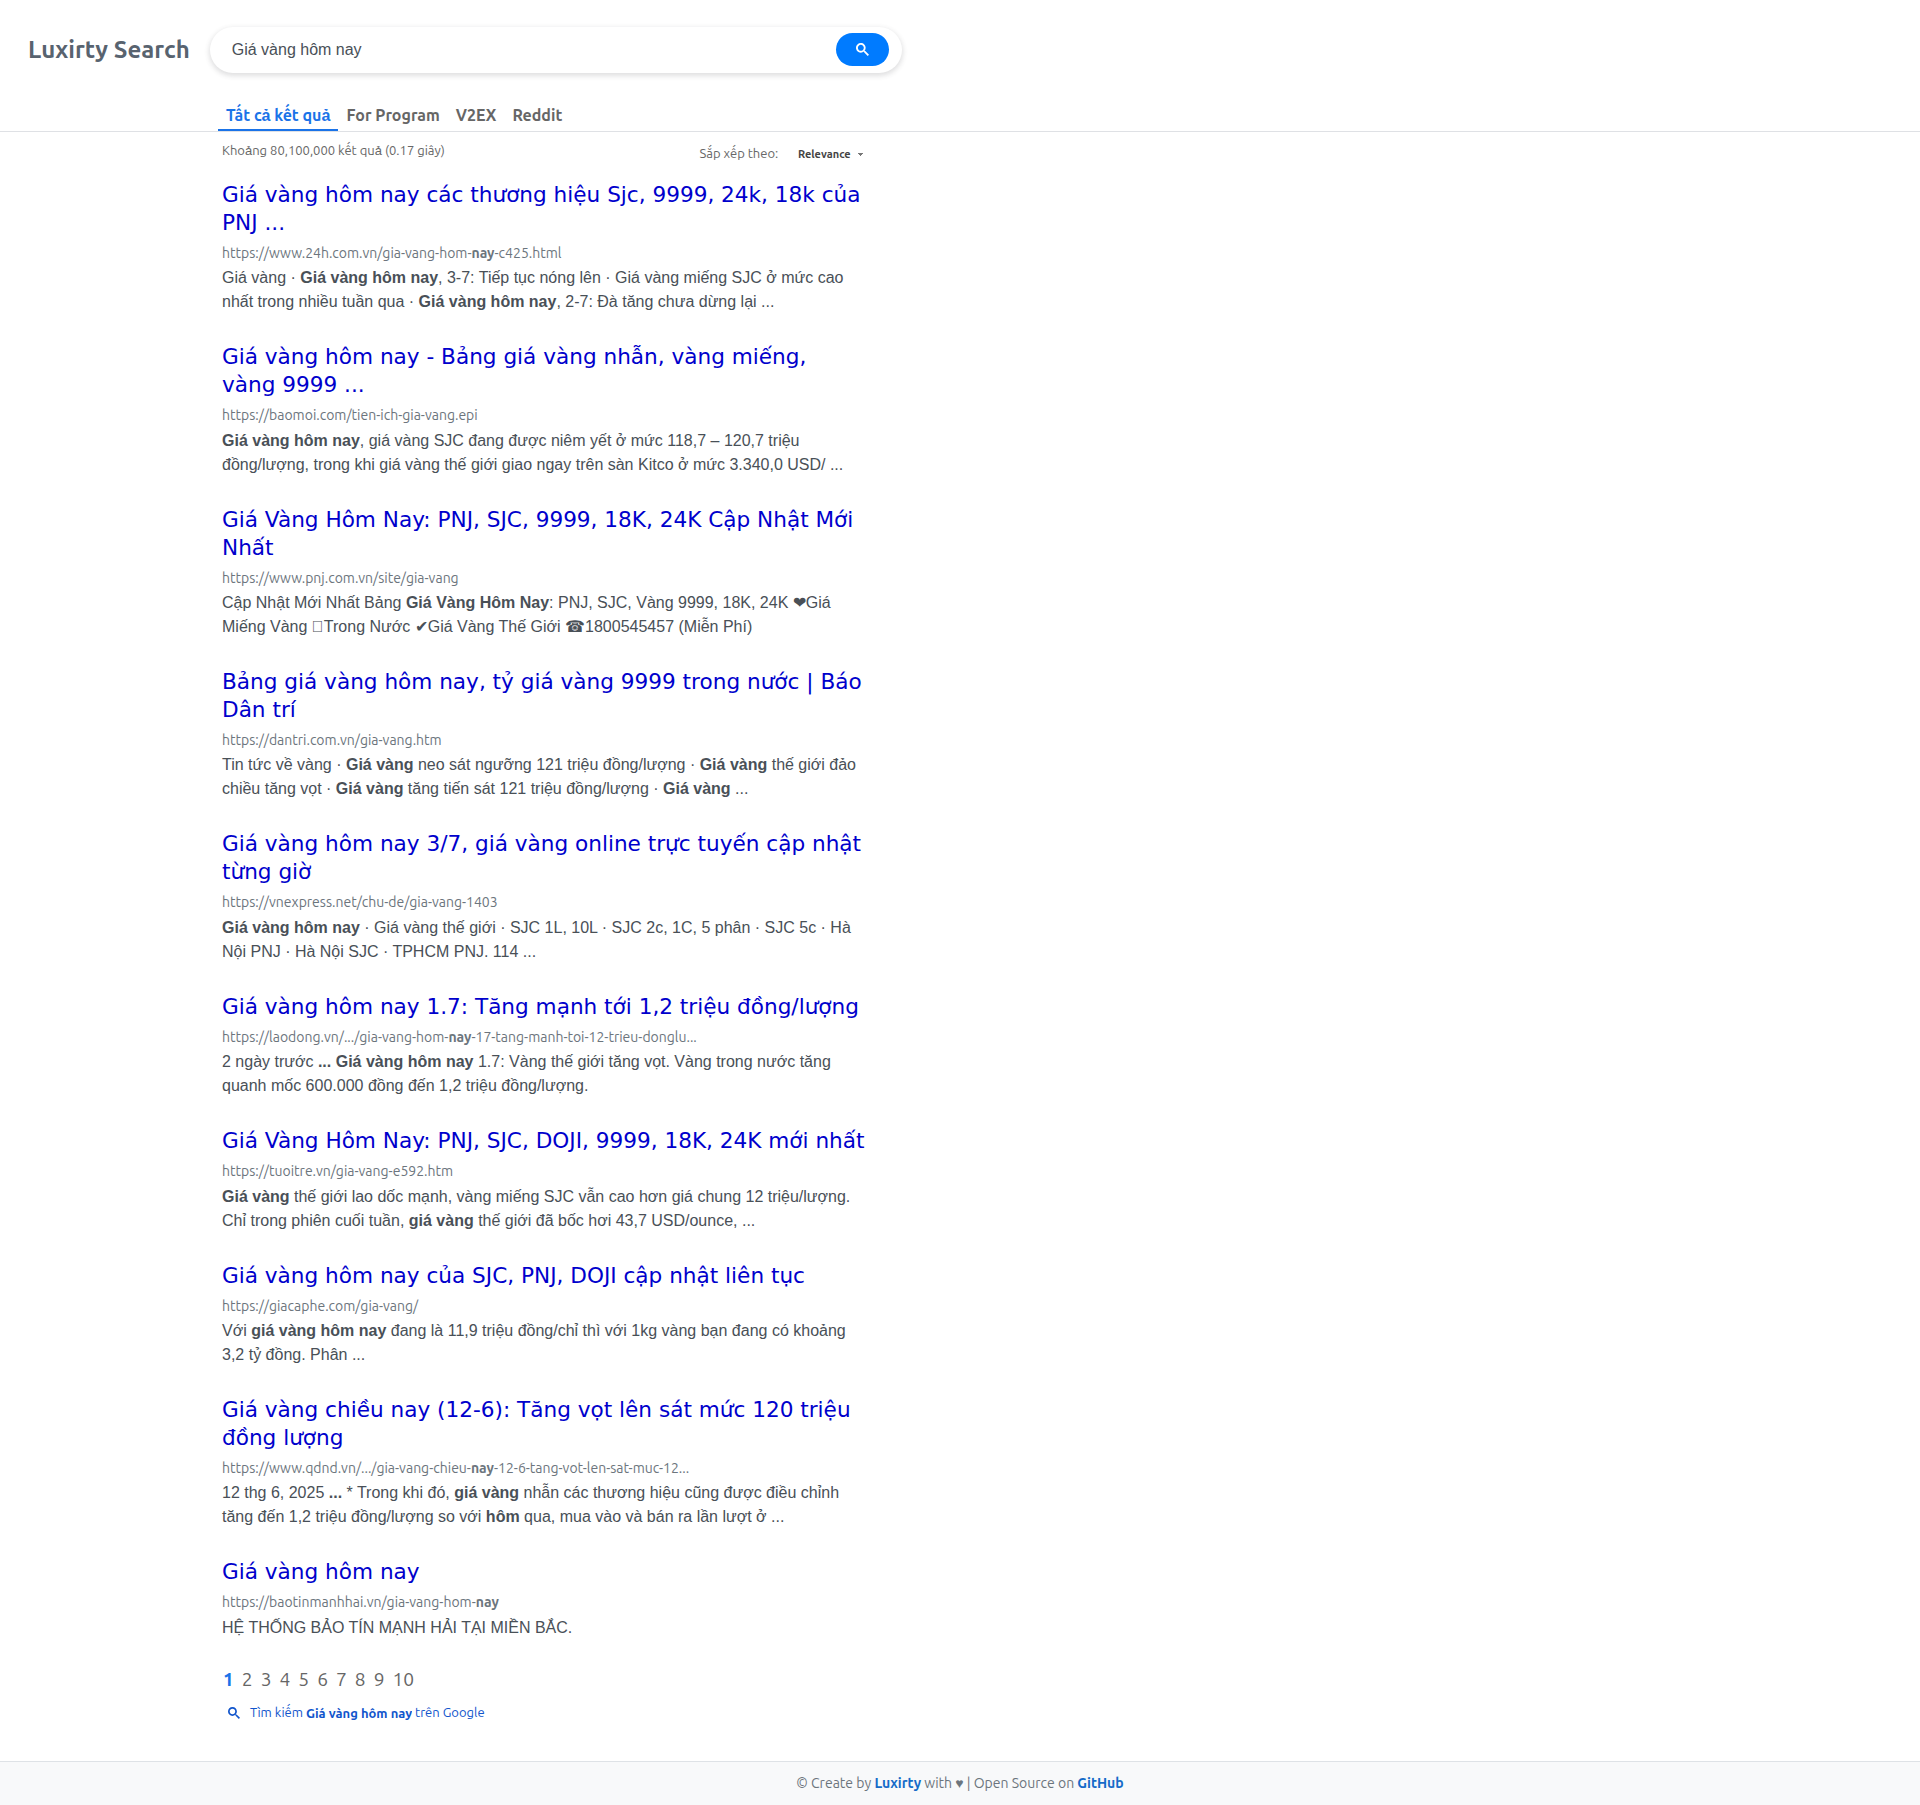 Luxirty Search
Giá vàng hôm nay
Tất cả kết quả For Program V2EX Reddit
Khoảng 80,100,000 kết quả (0.17 giây)
Sắp xếp theo: Relevance
Giá vàng hôm nay các thương hiệu Sjc, 9999, 24k, 18k của
PNJ ...
https://www.24h.com.vn/gia-vang-hom-nay-c425.html
Giá vàng · Giá vàng hôm nay, 3-7: Tiếp tục nóng lên · Giá vàng miếng SJC ở mức cao
nhất trong nhiều tuần qua · Giá vàng hôm nay, 2-7: Đà tăng chưa dừng lại ...
Giá vàng hôm nay - Bảng giá vàng nhẫn, vàng miếng,
vàng 9999 ...
https://baomoi.com/tien-ich-gia-vang.epi
Giá vàng hôm nay, giá vàng SJC đang được niêm yết ở mức 118,7 – 120,7 triệu
đồng/lượng, trong khi giá vàng thế giới giao ngay trên sàn Kitco ở mức 3.340,0 USD/ ...
Giá Vàng Hôm Nay: PNJ, SJC, 9999, 18K, 24K Cập Nhật Mới
Nhất
https://www.pnj.com.vn/site/gia-vang
Cập Nhật Mới Nhất Bảng Giá Vàng Hôm Nay: PNJ, SJC, Vàng 9999, 18K, 24K ❤Giá
Miếng Vàng Trong Nước ✔Giá Vàng Thế Giới ☎1800545457 (Miễn Phí)
Bảng giá vàng hôm nay, tỷ giá vàng 9999 trong nước | Báo
Dân trí
https://dantri.com.vn/gia-vang.htm
Tin tức về vàng · Giá vàng neo sát ngưỡng 121 triệu đồng/lượng · Giá vàng thế giới đảo
chiều tăng vọt · Giá vàng tăng tiến sát 121 triệu đồng/lượng · Giá vàng ...
Giá vàng hôm nay 3/7, giá vàng online trực tuyến cập nhật
từng giờ
https://vnexpress.net/chu-de/gia-vang-1403
Giá vàng hôm nay · Giá vàng thế giới · SJC 1L, 10L · SJC 2c, 1C, 5 phân · SJC 5c · Hà
Nội PNJ · Hà Nội SJC · TPHCM PNJ. 114 ...
Giá vàng hôm nay 1.7: Tăng mạnh tới 1,2 triệu đồng/lượng
https://laodong.vn/.../gia-vang-hom-nay-17-tang-manh-toi-12-trieu-donglu...
2 ngày trước ... Giá vàng hôm nay 1.7: Vàng thế giới tăng vọt. Vàng trong nước tăng
quanh mốc 600.000 đồng đến 1,2 triệu đồng/lượng.
Giá Vàng Hôm Nay: PNJ, SJC, DOJI, 9999, 18K, 24K mới nhất
https://tuoitre.vn/gia-vang-e592.htm
Giá vàng thế giới lao dốc mạnh, vàng miếng SJC vẫn cao hơn giá chung 12 triệu/lượng.
Chỉ trong phiên cuối tuần, giá vàng thế giới đã bốc hơi 43,7 USD/ounce, ...
Giá vàng hôm nay của SJC, PNJ, DOJI cập nhật liên tục
https://giacaphe.com/gia-vang/
Với giá vàng hôm nay đang là 11,9 triệu đồng/chỉ thì với 1kg vàng bạn đang có khoảng
3,2 tỷ đồng. Phân ...
Giá vàng chiều nay (12-6): Tăng vọt lên sát mức 120 triệu
đồng lượng
https://www.qdnd.vn/.../gia-vang-chieu-nay-12-6-tang-vot-len-sat-muc-12...
12 thg 6, 2025 ... * Trong khi đó, giá vàng nhẫn các thương hiệu cũng được điều chỉnh
tăng đến 1,2 triệu đồng/lượng so với hôm qua, mua vào và bán ra lần lượt ở ...
Giá vàng hôm nay
https://baotinmanhhai.vn/gia-vang-hom-nay
HỆ THỐNG BẢO TÍN MẠNH HẢI TẠI MIỀN BẮC.
1 2 3 4 5 6 7 8 9 10
Tìm kiếm Giá vàng hôm nay trên Google
© Create by Luxirty with ♥ | Open Source on GitHub